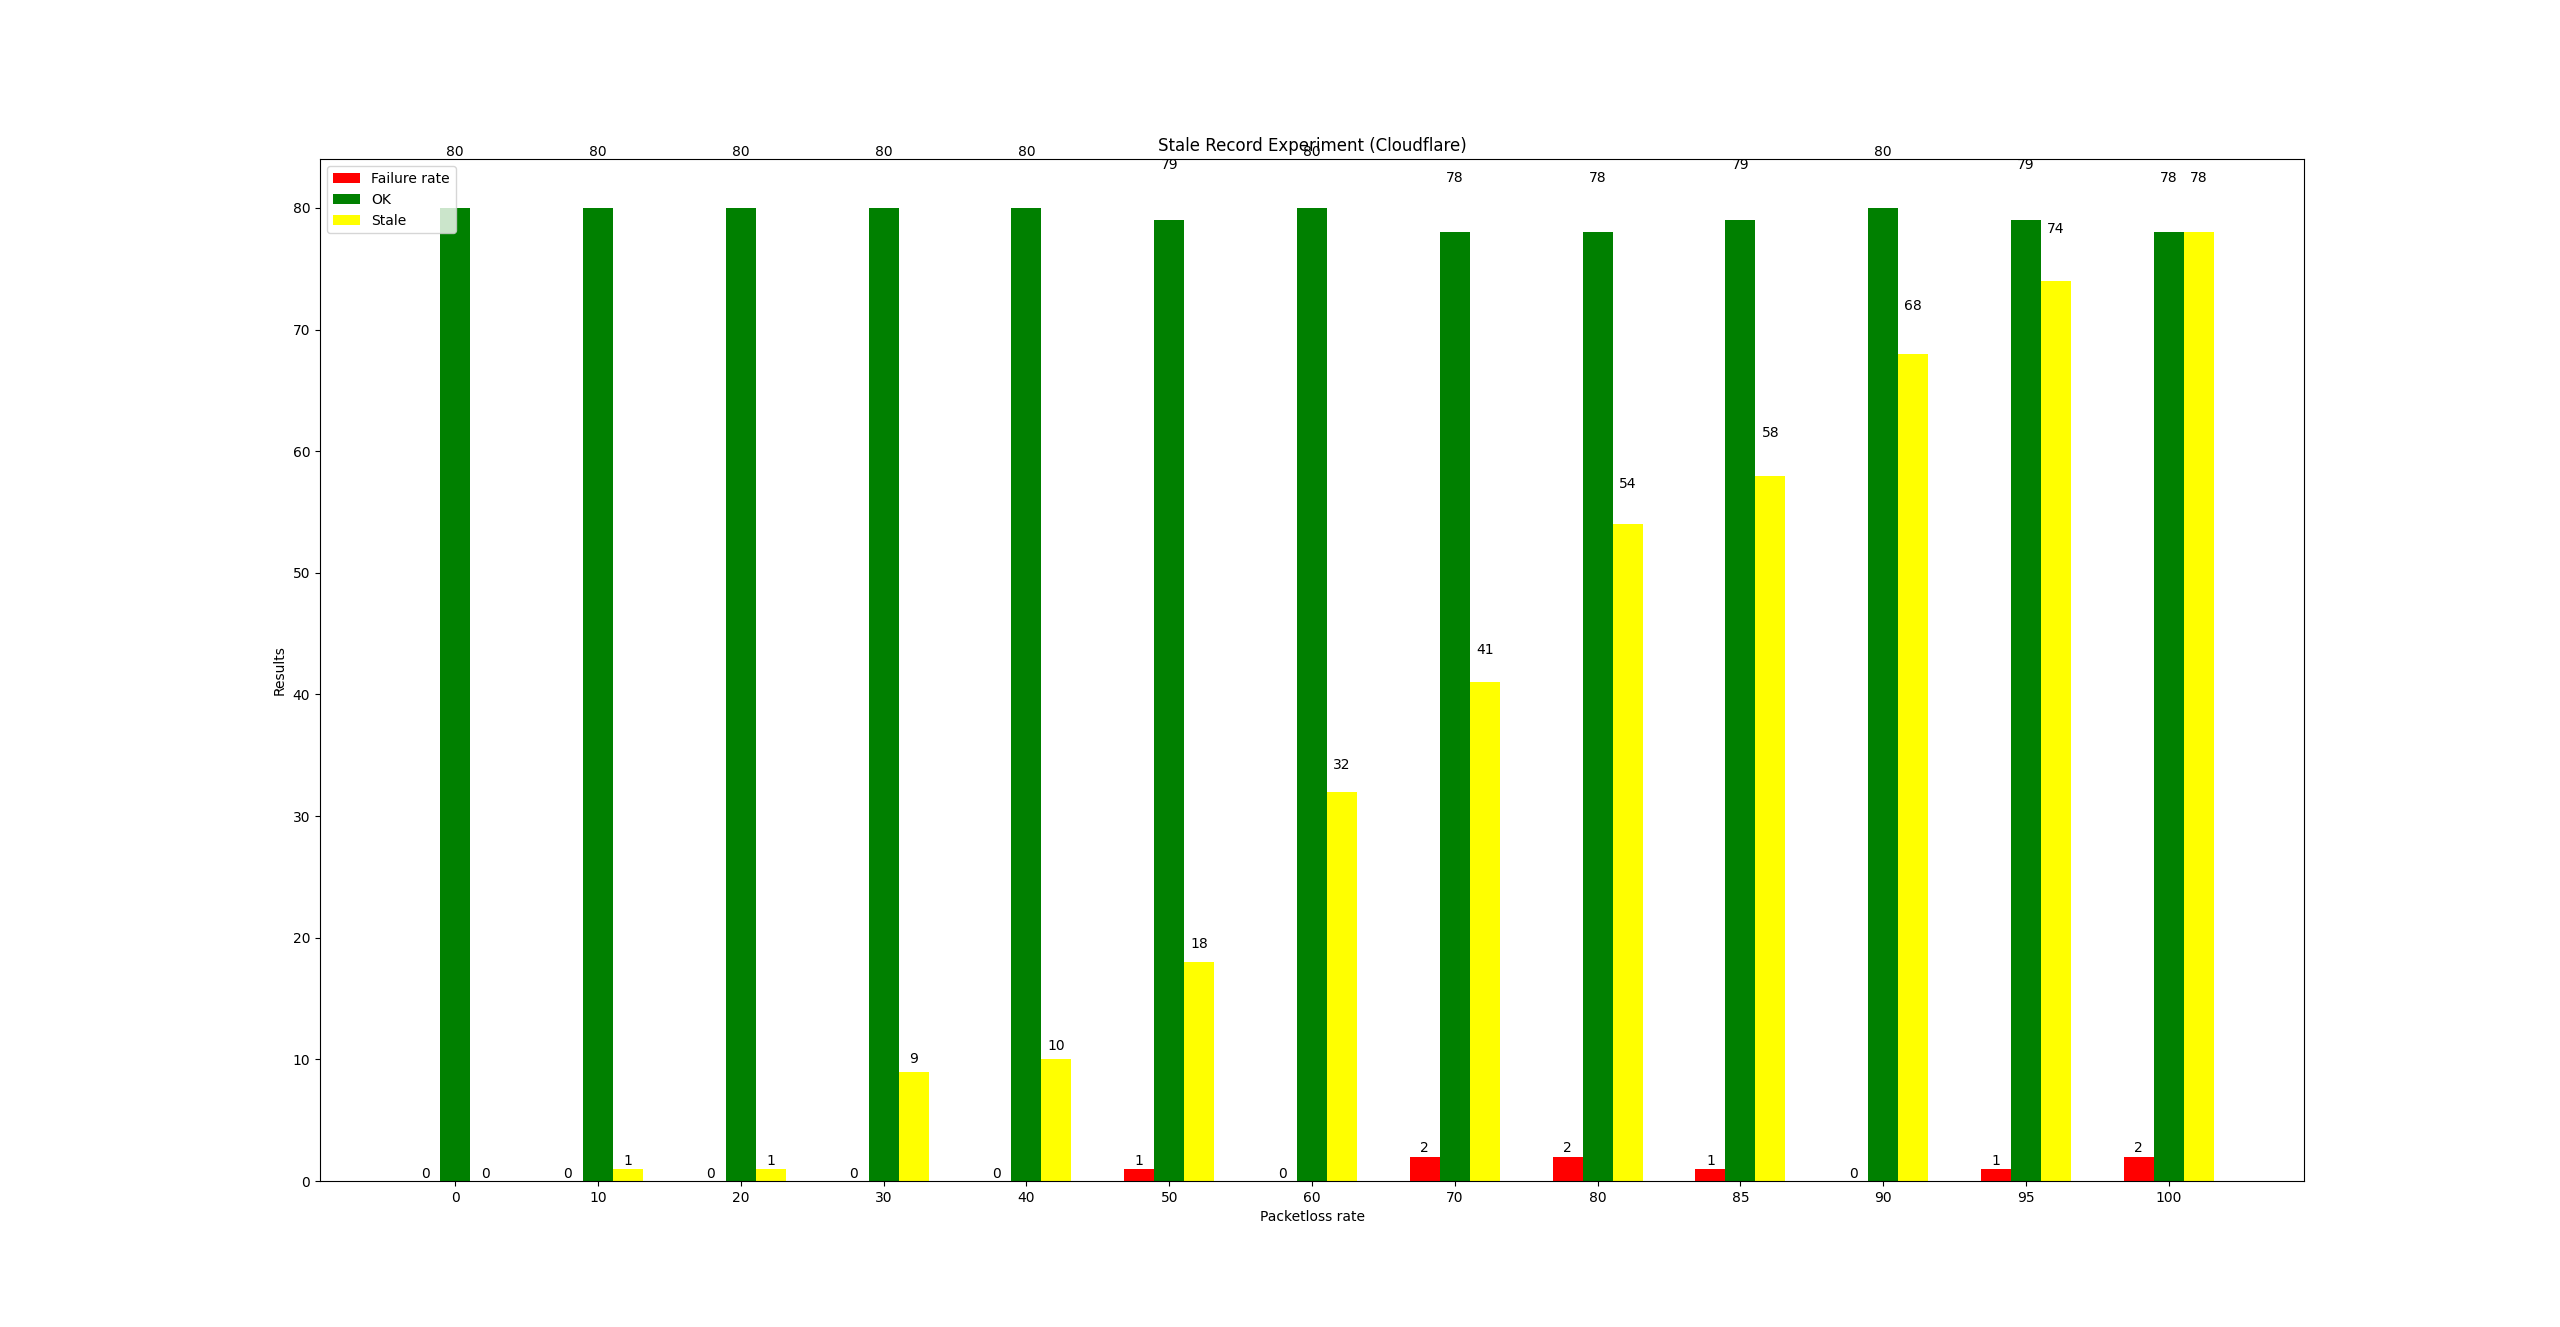 Stale Record Experiment (Cloudflare)
80 80 80 80 80 79 80 78 78 79 80 79 78 78
Failure rate
OK
Stale
74
68
58
54
41
32
18
10
9
0 0 0 1 0 1 0 0 1 0 2 2 1 0 1 2
80
70
60
50
40
30
20
10
0
Results
0 10 20 30 40 50 60 70 80 85 90 95 100
Packetloss rate